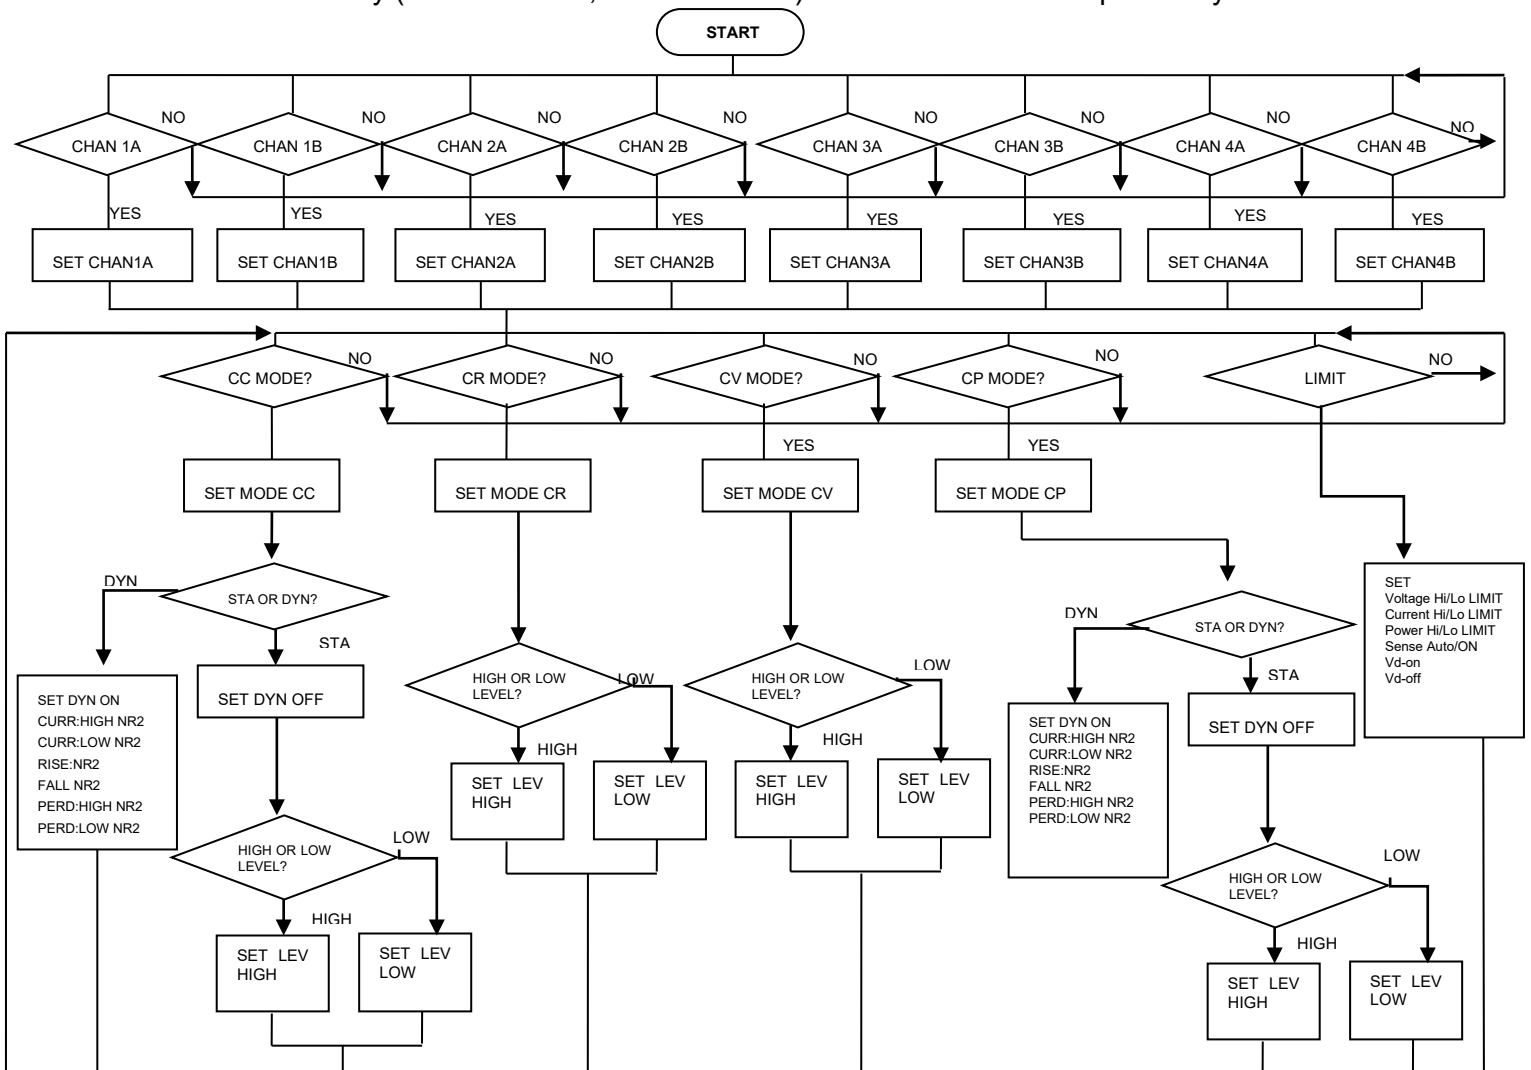 START
NO NO NO NO NO NO NO NO
CHAN 1A CHAN 1B CHAN 2A CHAN 2B CHAN 3A CHAN 3B CHAN 4A CHAN 4B
YES YES YES YES YES YES YES YES
SET CHAN1A SET CHAN1B SET CHAN2A SET CHAN2B SET CHAN3A SET CHAN3B SET CHAN4A SET CHAN4B
NO NO NO NO NO
CC MODE? CR MODE? CV MODE? CP MODE? LIMIT
YES YES
SET MODE CC SET MODE CR SET MODE CV SET MODE CP
DYN
STA OR DYN?
STA
SET DYN ON
CURR:HIGH NR2
CURR:LOW NR2
RISE:NR2
FALL NR2
PERD:HIGH NR2
PERD:LOW NR2
SET DYN OFF
HIGH OR LOW
LEVEL?
LOW
HIGH
SET LEV
HIGH
SET LEV
LOW
HIGH OR LOW
LEVEL?
LOW
HIGH
SET LEV
HIGH
SET LEV
LOW
HIGH OR LOW
LEVEL?
LOW
HIGH
SET LEV
HIGH
SET LEV
LOW
DYN
STA OR DYN?
STA
SET DYN ON
CURR:HIGH NR2
CURR:LOW NR2
RISE:NR2
FALL NR2
PERD:HIGH NR2
PERD:LOW NR2
SET DYN OFF
HIGH OR LOW
LEVEL?
LOW
HIGH
SET LEV
HIGH
SET LEV
LOW
SET
Voltage Hi/Lo LIMIT
Current Hi/Lo LIMIT
Power Hi/Lo LIMIT
Sense Auto/ON
Vd-on
Vd-off